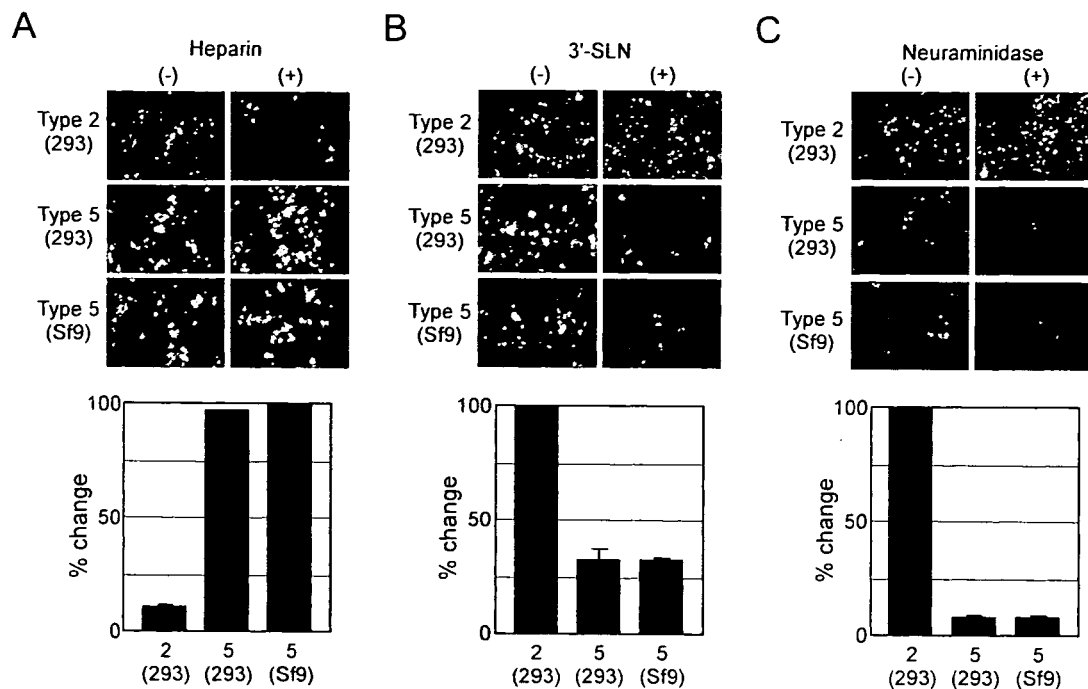 A
Heparin
(-) (+)
Type 2
(293)
Type 5
(293)
Type 5
(Sf9)
100
50
0
% change
2 5 5
(293) (293) (Sf9)
B
3'-SLN
(-) (+)
Type 2
(293)
Type 5
(293)
Type 5
(Sf9)
100
50
0
% change
2 5 5
(293) (293) (Sf9)
C
Neuraminidase
(-) (+)
Type 2
(293)
Type 5
(293)
Type 5
(Sf9)
100
50
0
% change
2 5 5
(293) (293) (Sf9)